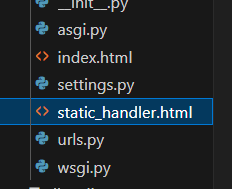 __init__.py
asgi.py
index.html
settings.py
static_handler.html
urls.py
wsgi.py